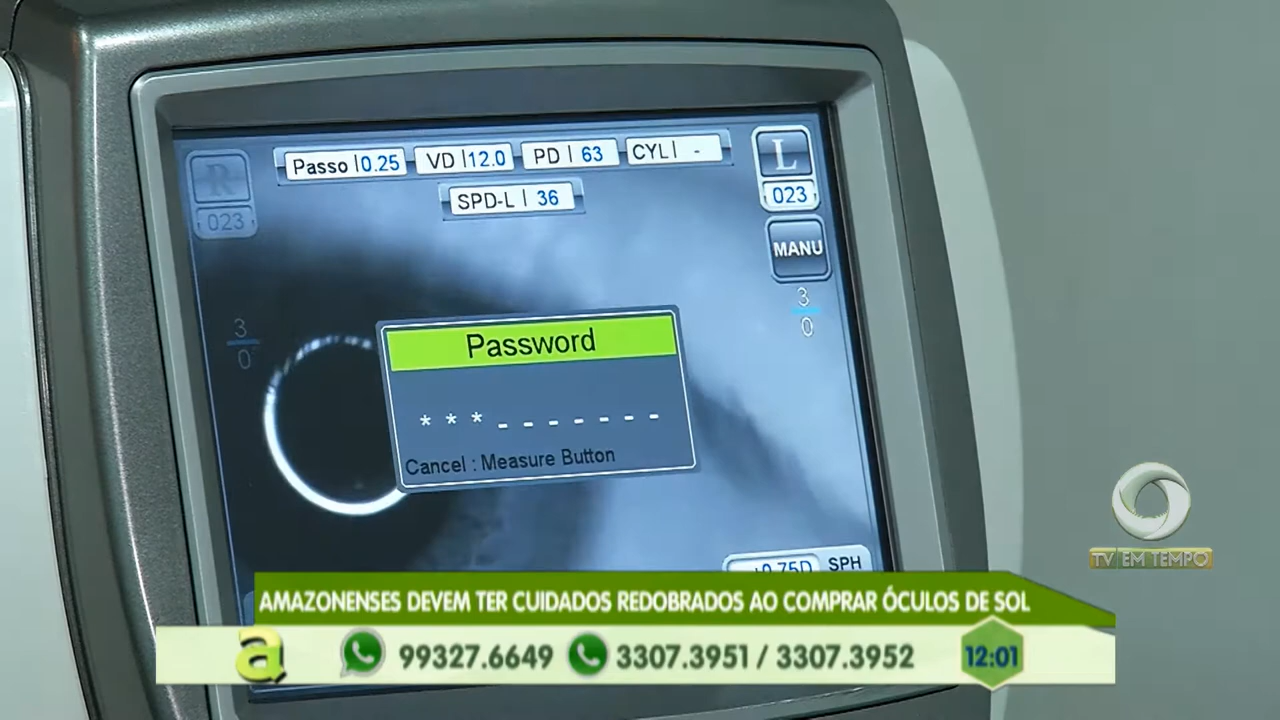 R
023
Passo | 0.25
VD | 12.0
PD | 63
CYL | -
SPD-L | 36
L
023
MANU
3
0
3
0
Password
* * * _ _ _ _ _ _ _
Cancel : Measure Button
+0.75D SPH
TV EM TEMPO
AMAZONENSES DEVEM TER CUIDADOS REDOBRADOS AO COMPRAR ÓCULOS DE SOL
a 99327.6649 3307.3951 / 3307.3952 12:01